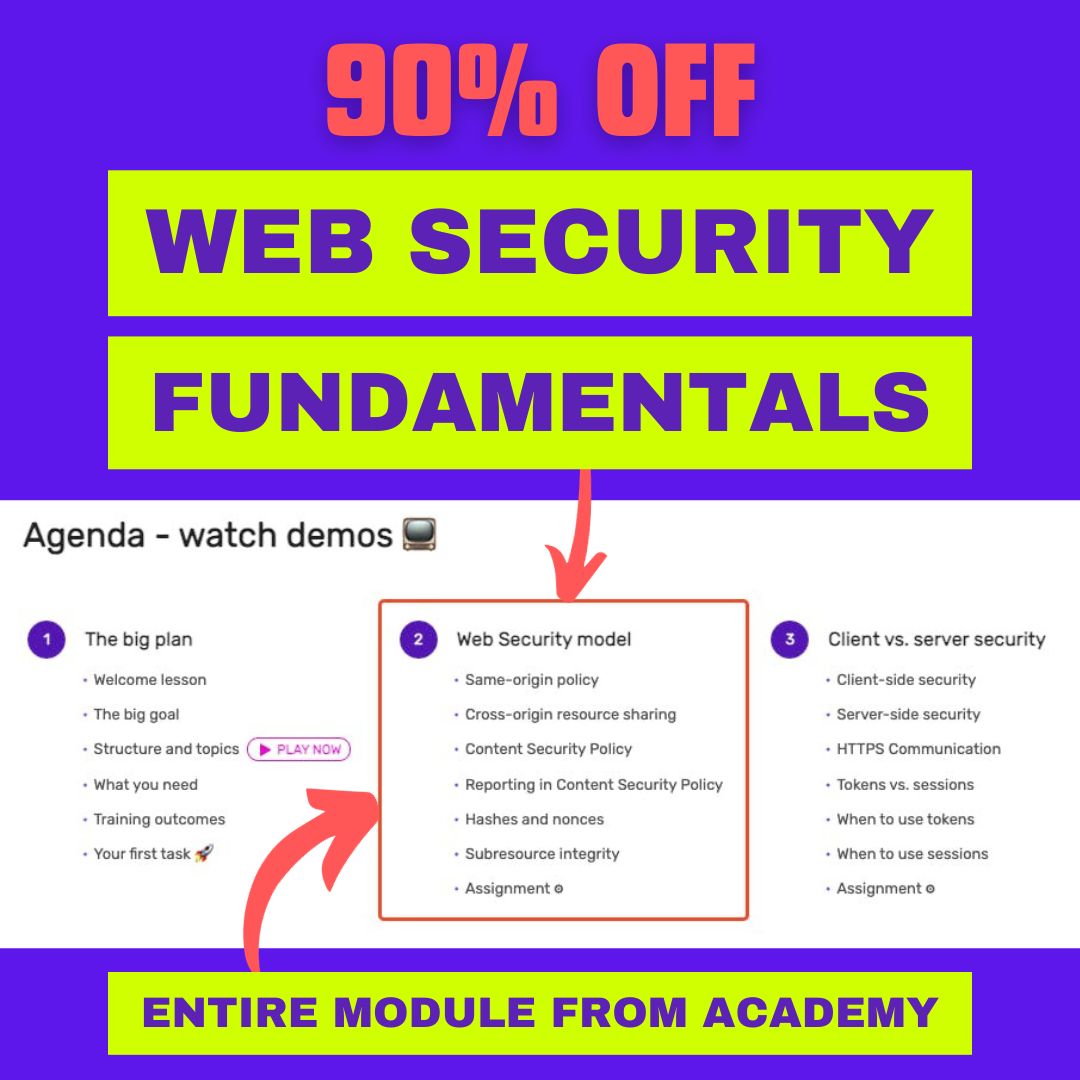 90% OFF
WEB SECURITY
FUNDAMENTALS
Agenda - watch demos
1 The big plan
• Welcome lesson
• The big goal
• Structure and topics ▶ PLAY NOW
• What you need
• Training outcomes
• Your first task
2 Web Security model
• Same-origin policy
• Cross-origin resource sharing
• Content Security Policy
• Reporting in Content Security Policy
• Hashes and nonces
• Subresource integrity
• Assignment
3 Client vs. server security
• Client-side security
• Server-side security
• HTTPS Communication
• Tokens vs. sessions
• When to use tokens
• When to use sessions
• Assignment
ENTIRE MODULE FROM ACADEMY